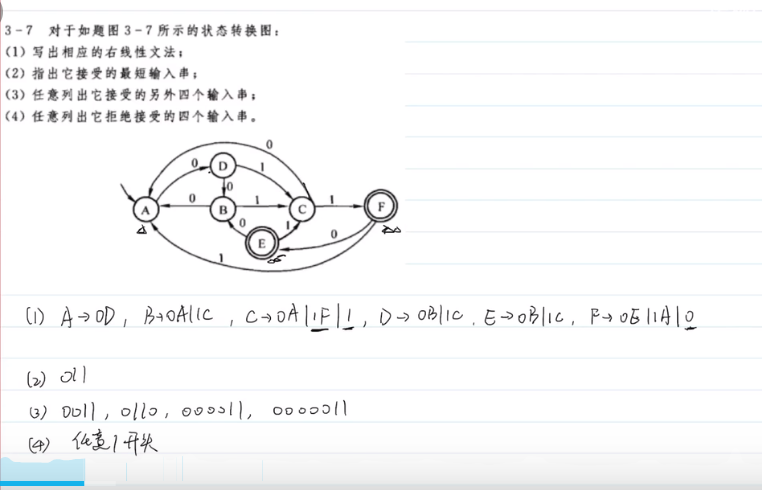 3-7 对于如题图3-7所示的状态转换图：
(1) 写出相应的右线性文法；
(2) 指出它接受的最短输入串；
(3) 任意列出它接受的另外四个输入串；
(4) 任意列出它拒绝接受的四个输入串。
0
0 D 1
0
A 0 B 1 C 1 F
0 E 1 0
1
(1) A→0D, B→0A|1C, C→0A|1F|1, D→0B|1C, E→0B|1C, F→0E|1A|0
(2) 011
(3) 0011, 0110, 000011, 0000011
(4) 任意1开头